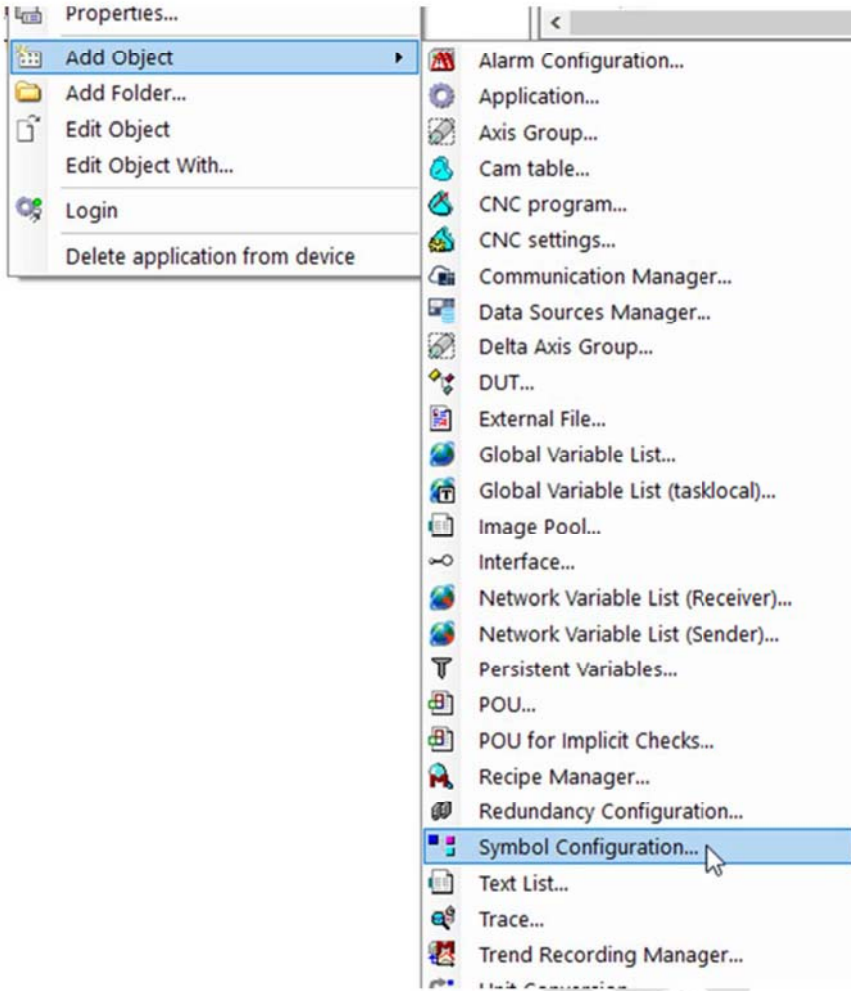 Properties...
Add Object
Add Folder...
Edit Object
Edit Object With...
Login
Delete application from device
Alarm Configuration...
Application...
Axis Group...
Cam table...
CNC program...
CNC settings...
Communication Manager...
Data Sources Manager...
Delta Axis Group...
DUT...
External File...
Global Variable List...
Global Variable List (tasklocal)...
Image Pool...
Interface...
Network Variable List (Receiver)...
Network Variable List (Sender)...
Persistent Variables...
POU...
POU for Implicit Checks...
Recipe Manager...
Redundancy Configuration...
Symbol Configuration...
Text List...
Trace...
Trend Recording Manager...